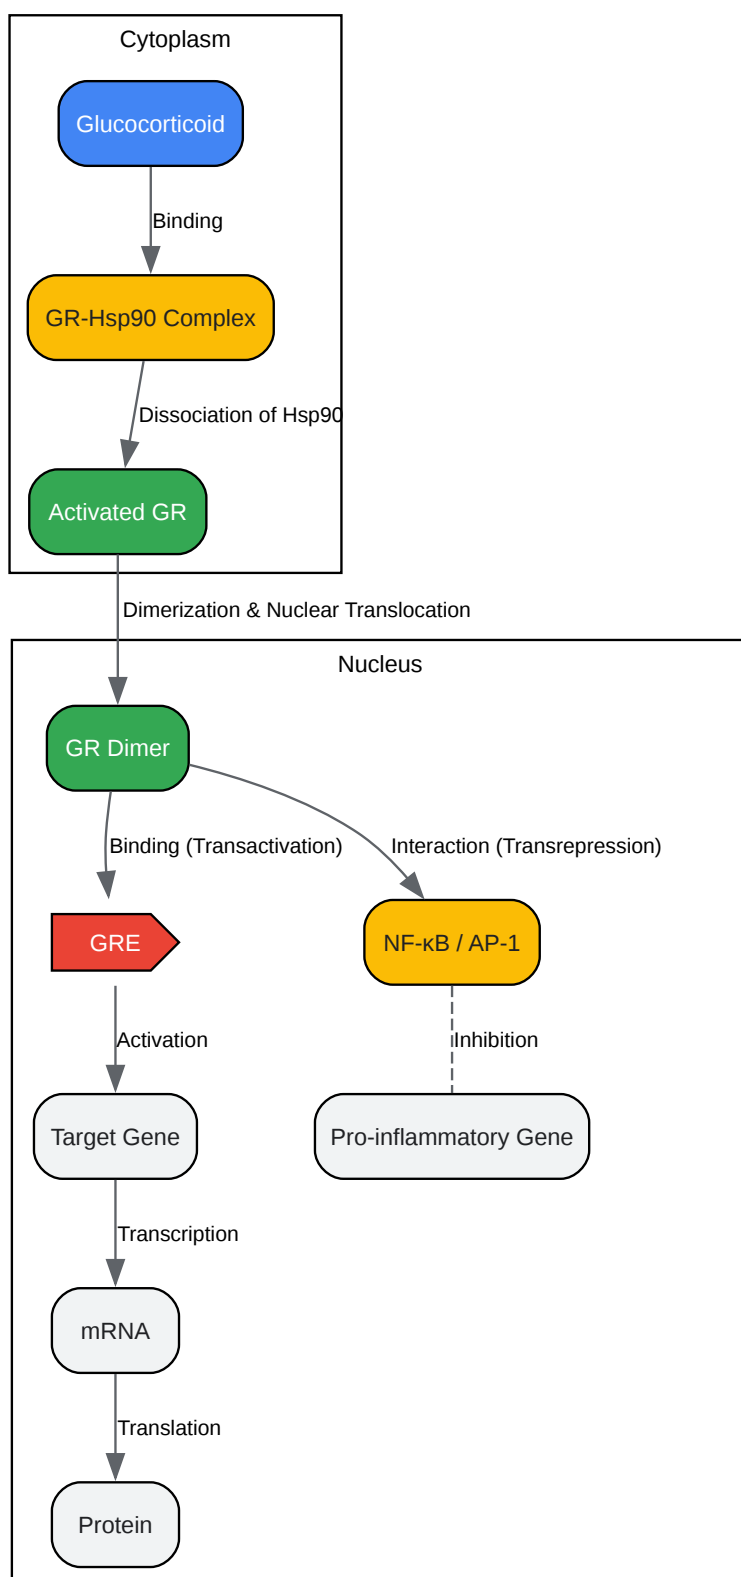 Cytoplasm
Glucocorticoid
Binding
GR-Hsp90 Complex
Dissociation of Hsp90
Activated GR
Dimerization & Nuclear Translocation
Nucleus
GR Dimer
Binding (Transactivation)
Interaction (Transrepression)
GRE
NF-κB / AP-1
Activation
Inhibition
Target Gene
Pro-inflammatory Gene
Transcription
mRNA
Translation
Protein